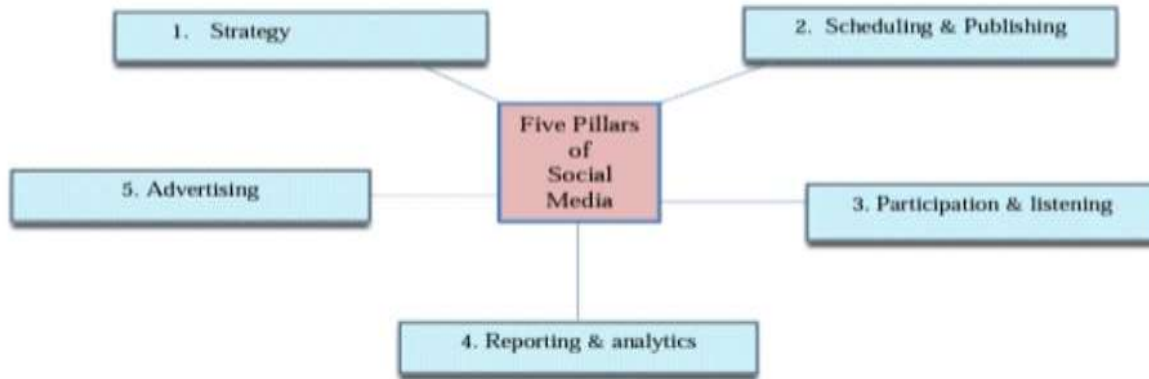 1. Strategy
2. Scheduling & Publishing
Five Pillars
of
Social
Media
5. Advertising
3. Participation & listening
4. Reporting & analytics